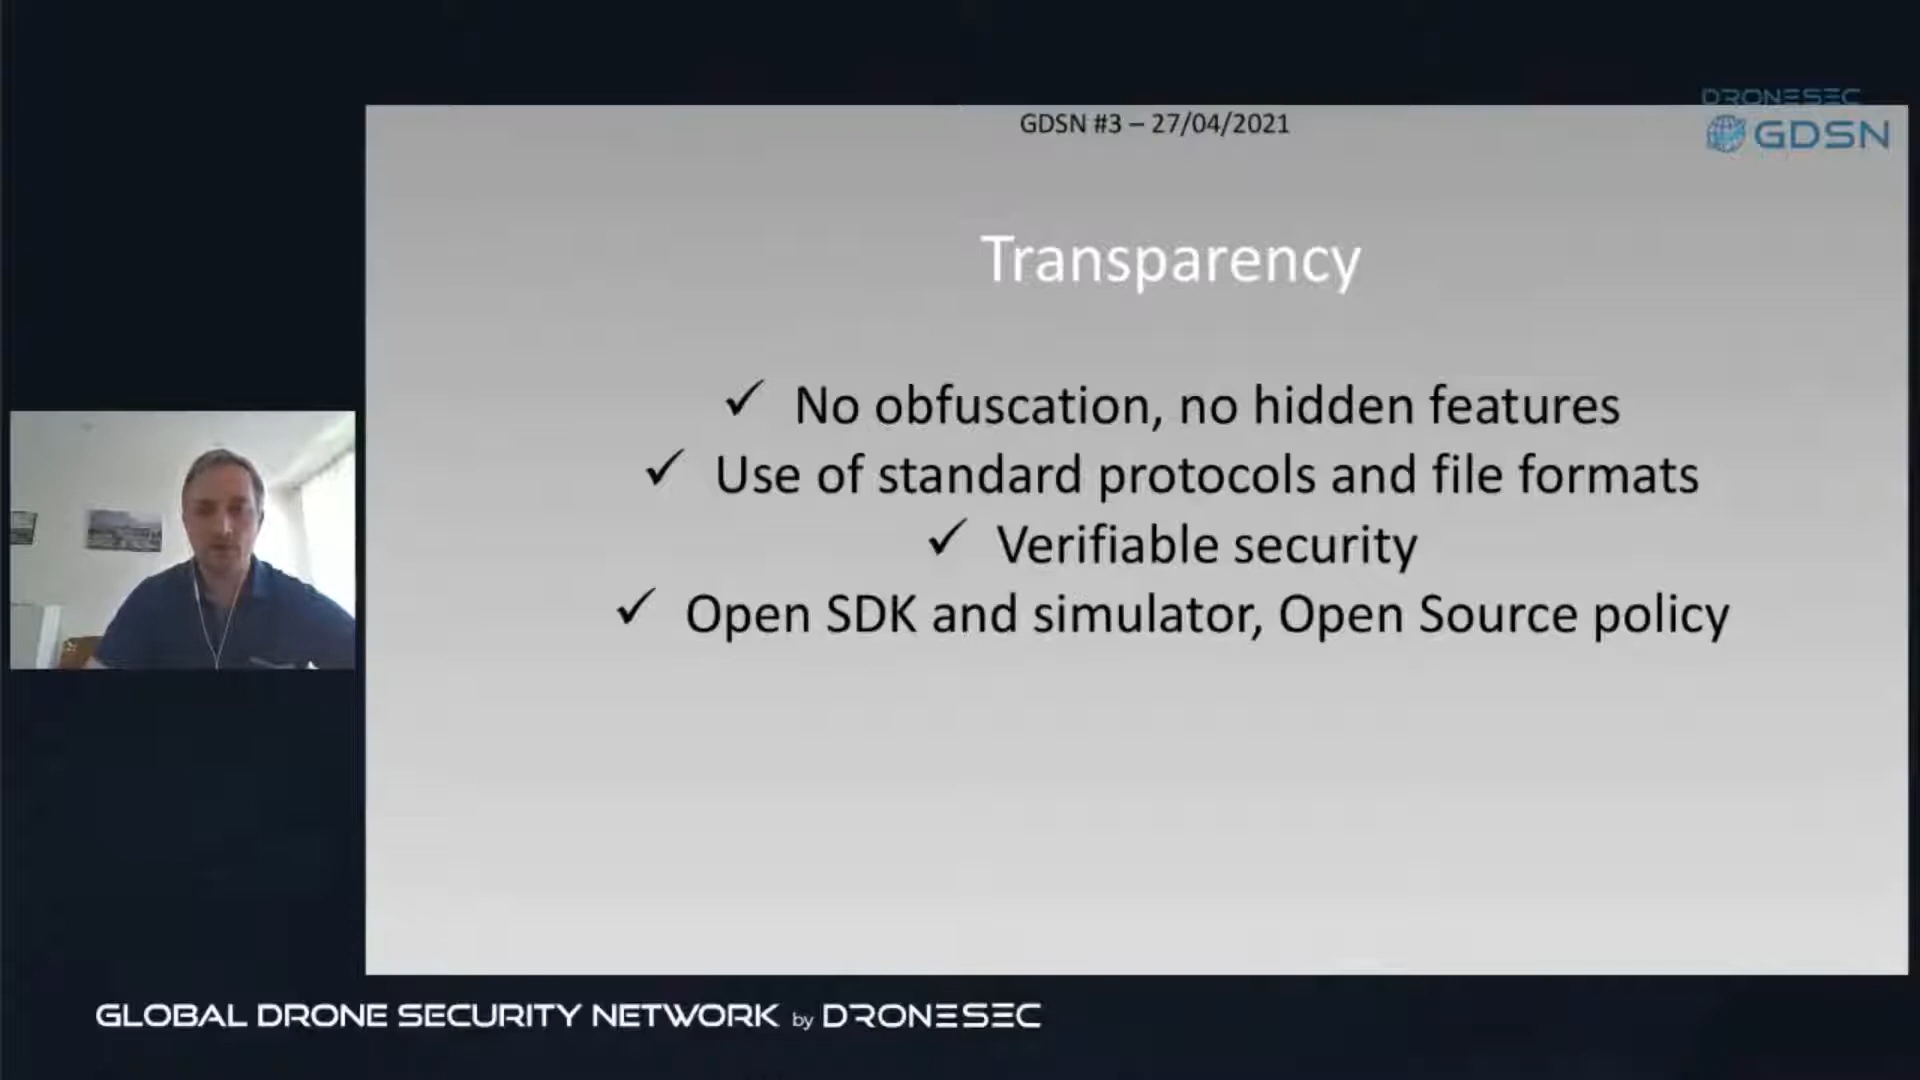 DRONESEC
GDSN
GDSN #3 – 27/04/2021
Transparency
✓ No obfuscation, no hidden features
✓ Use of standard protocols and file formats
✓ Verifiable security
✓ Open SDK and simulator, Open Source policy
GLOBAL DRONE SECURITY NETWORK by DRONESEC